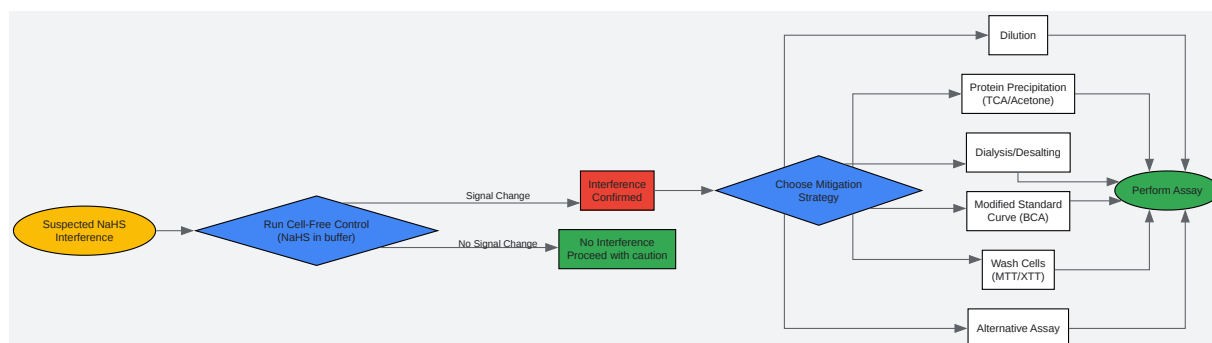 Suspected NaHS
Interference
Run Cell-Free Control
(NaHS in buffer)
Signal Change
No Signal Change
Interference
Confirmed
No Interference
Proceed with caution
Choose Mitigation
Strategy
Dilution
Protein Precipitation
(TCA/Acetone)
Dialysis/Desalting
Modified Standard
Curve (BCA)
Wash Cells
(MTT/XTT)
Alternative Assay
Perform Assay